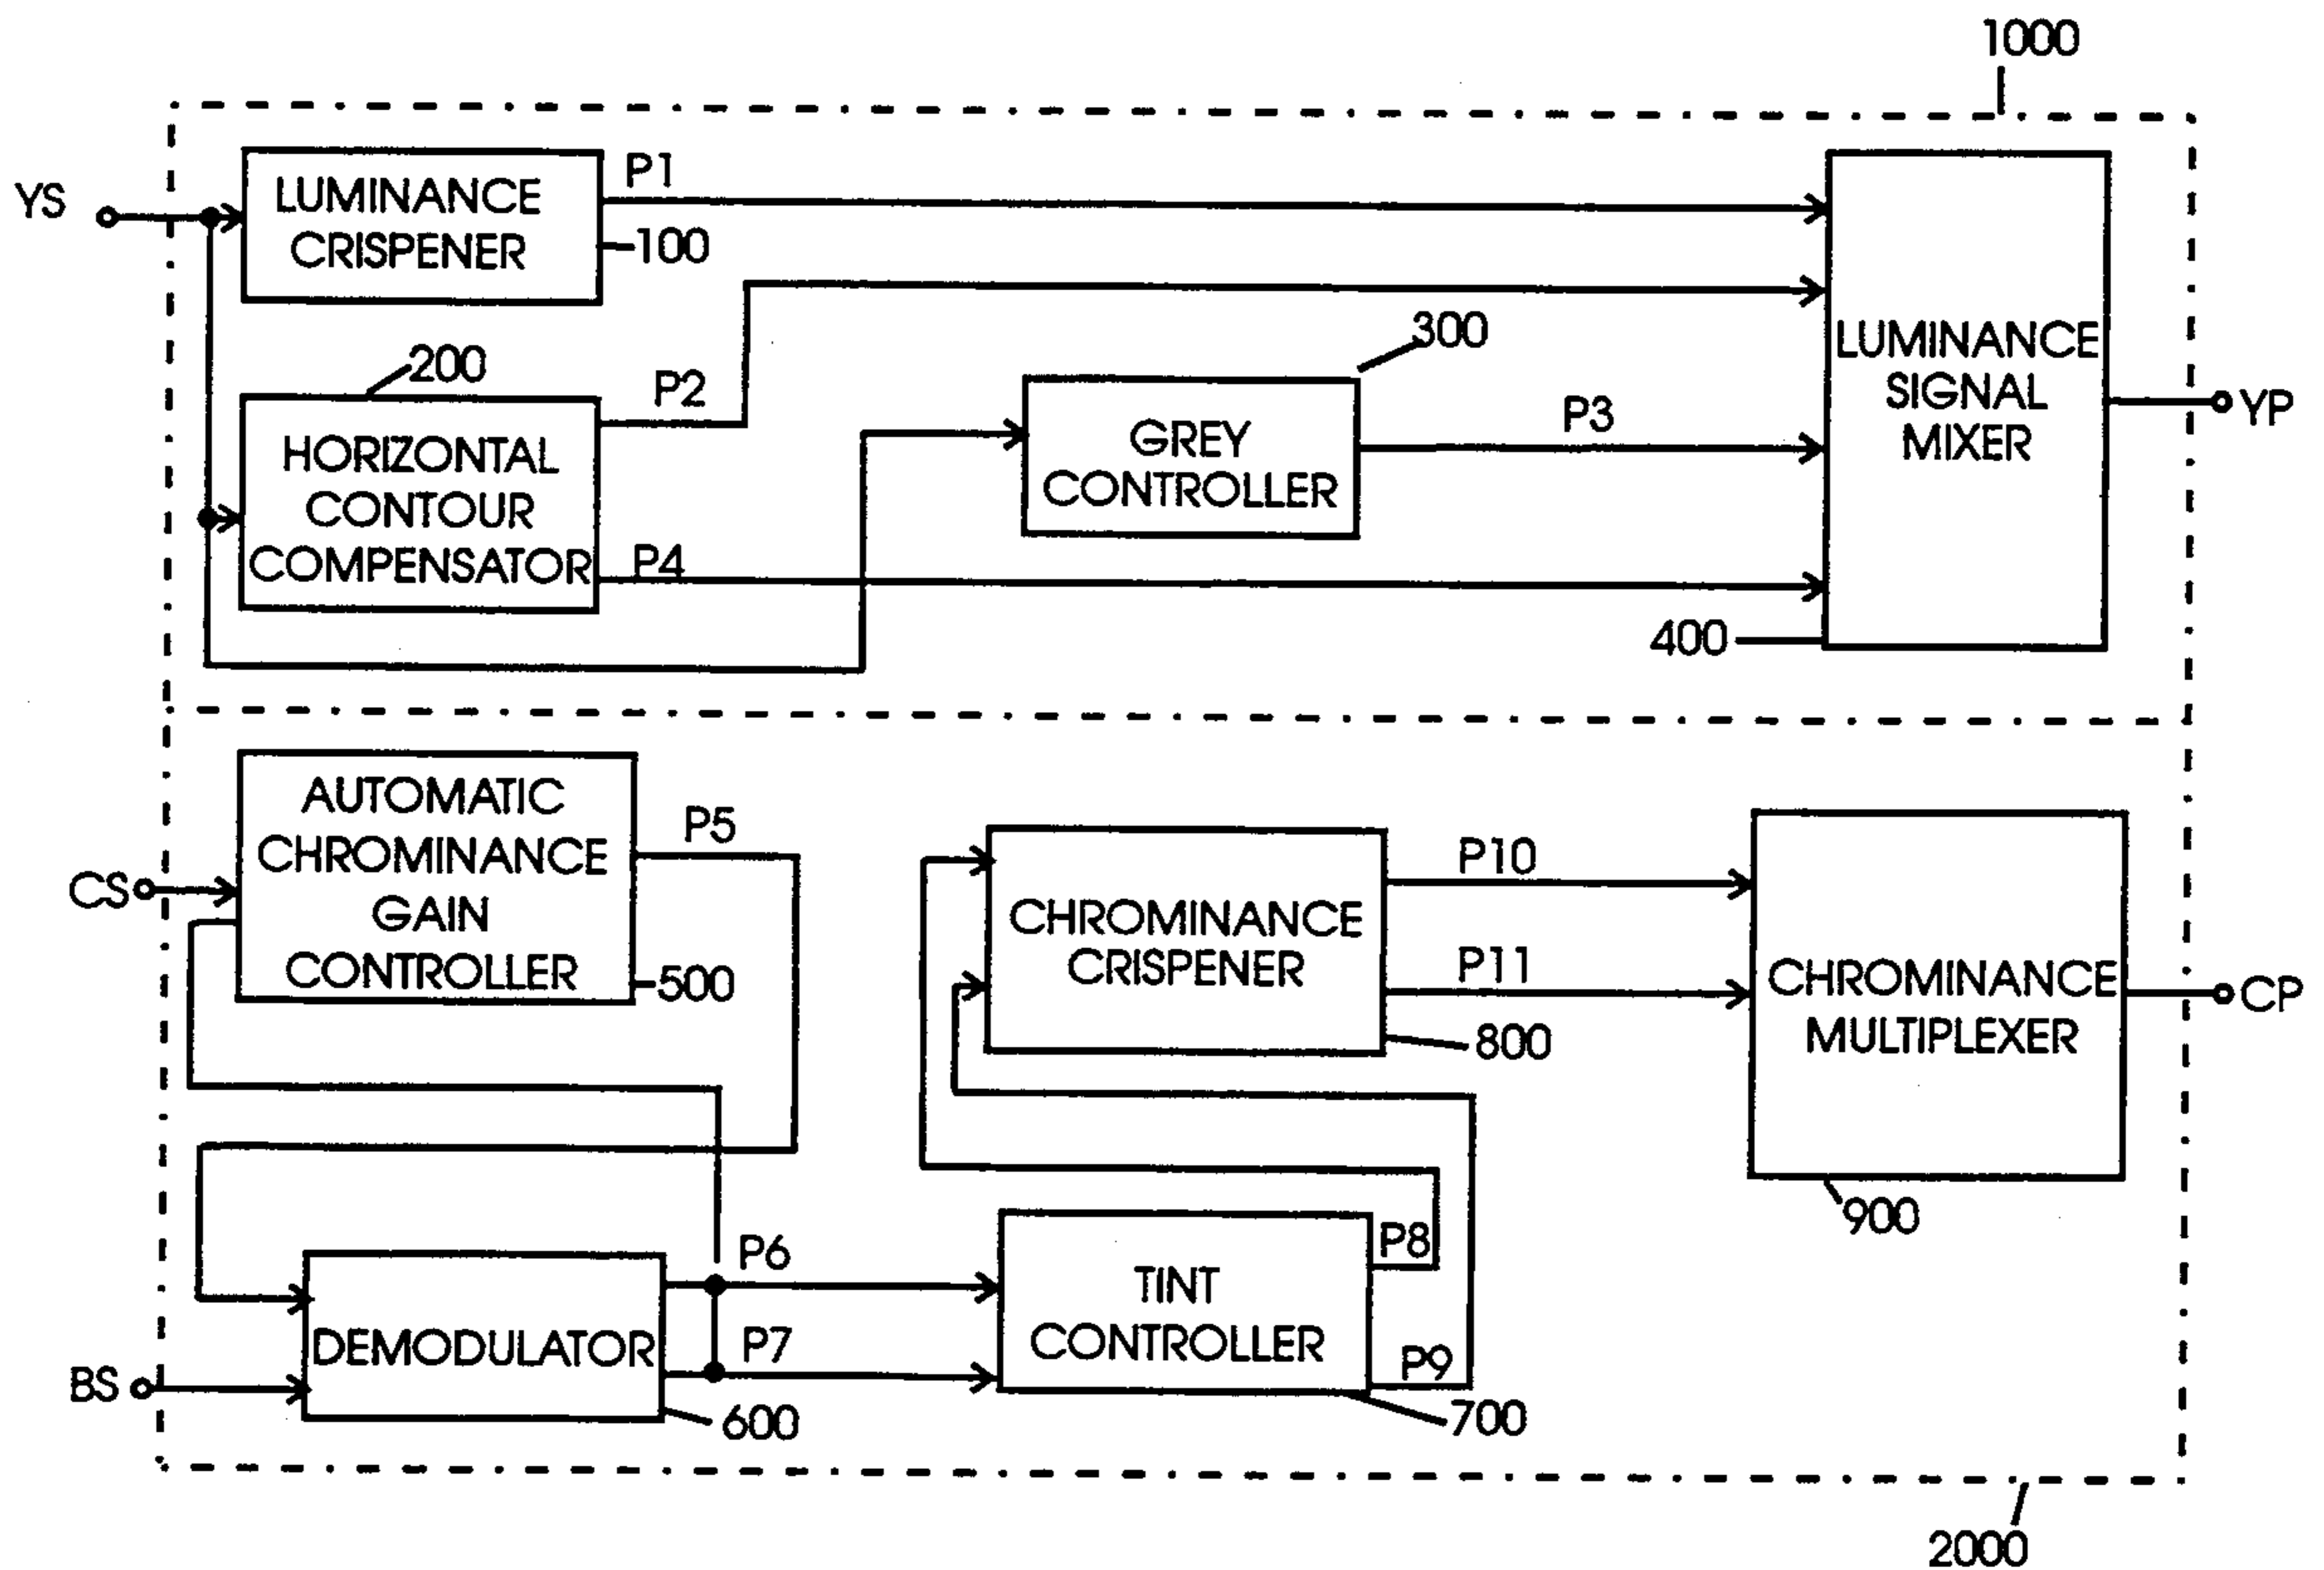 1000
YS
LUMINANCE
CRISPENER
P1
100
200
HORIZONTAL
CONTOUR
COMPENSATOR
P2
P4
300
GREY
CONTROLLER
P3
LUMINANCE
SIGNAL
MIXER
400
YP
CS
AUTOMATIC
CHROMINANCE
GAIN
CONTROLLER
P5
500
CHROMINANCE
CRISPENER
P10
P11
800
CHROMINANCE
MULTIPLEXER
900
CP
BS
DEMODULATOR
P6
P7
600
TINT
CONTROLLER
P8
P9
700
2000